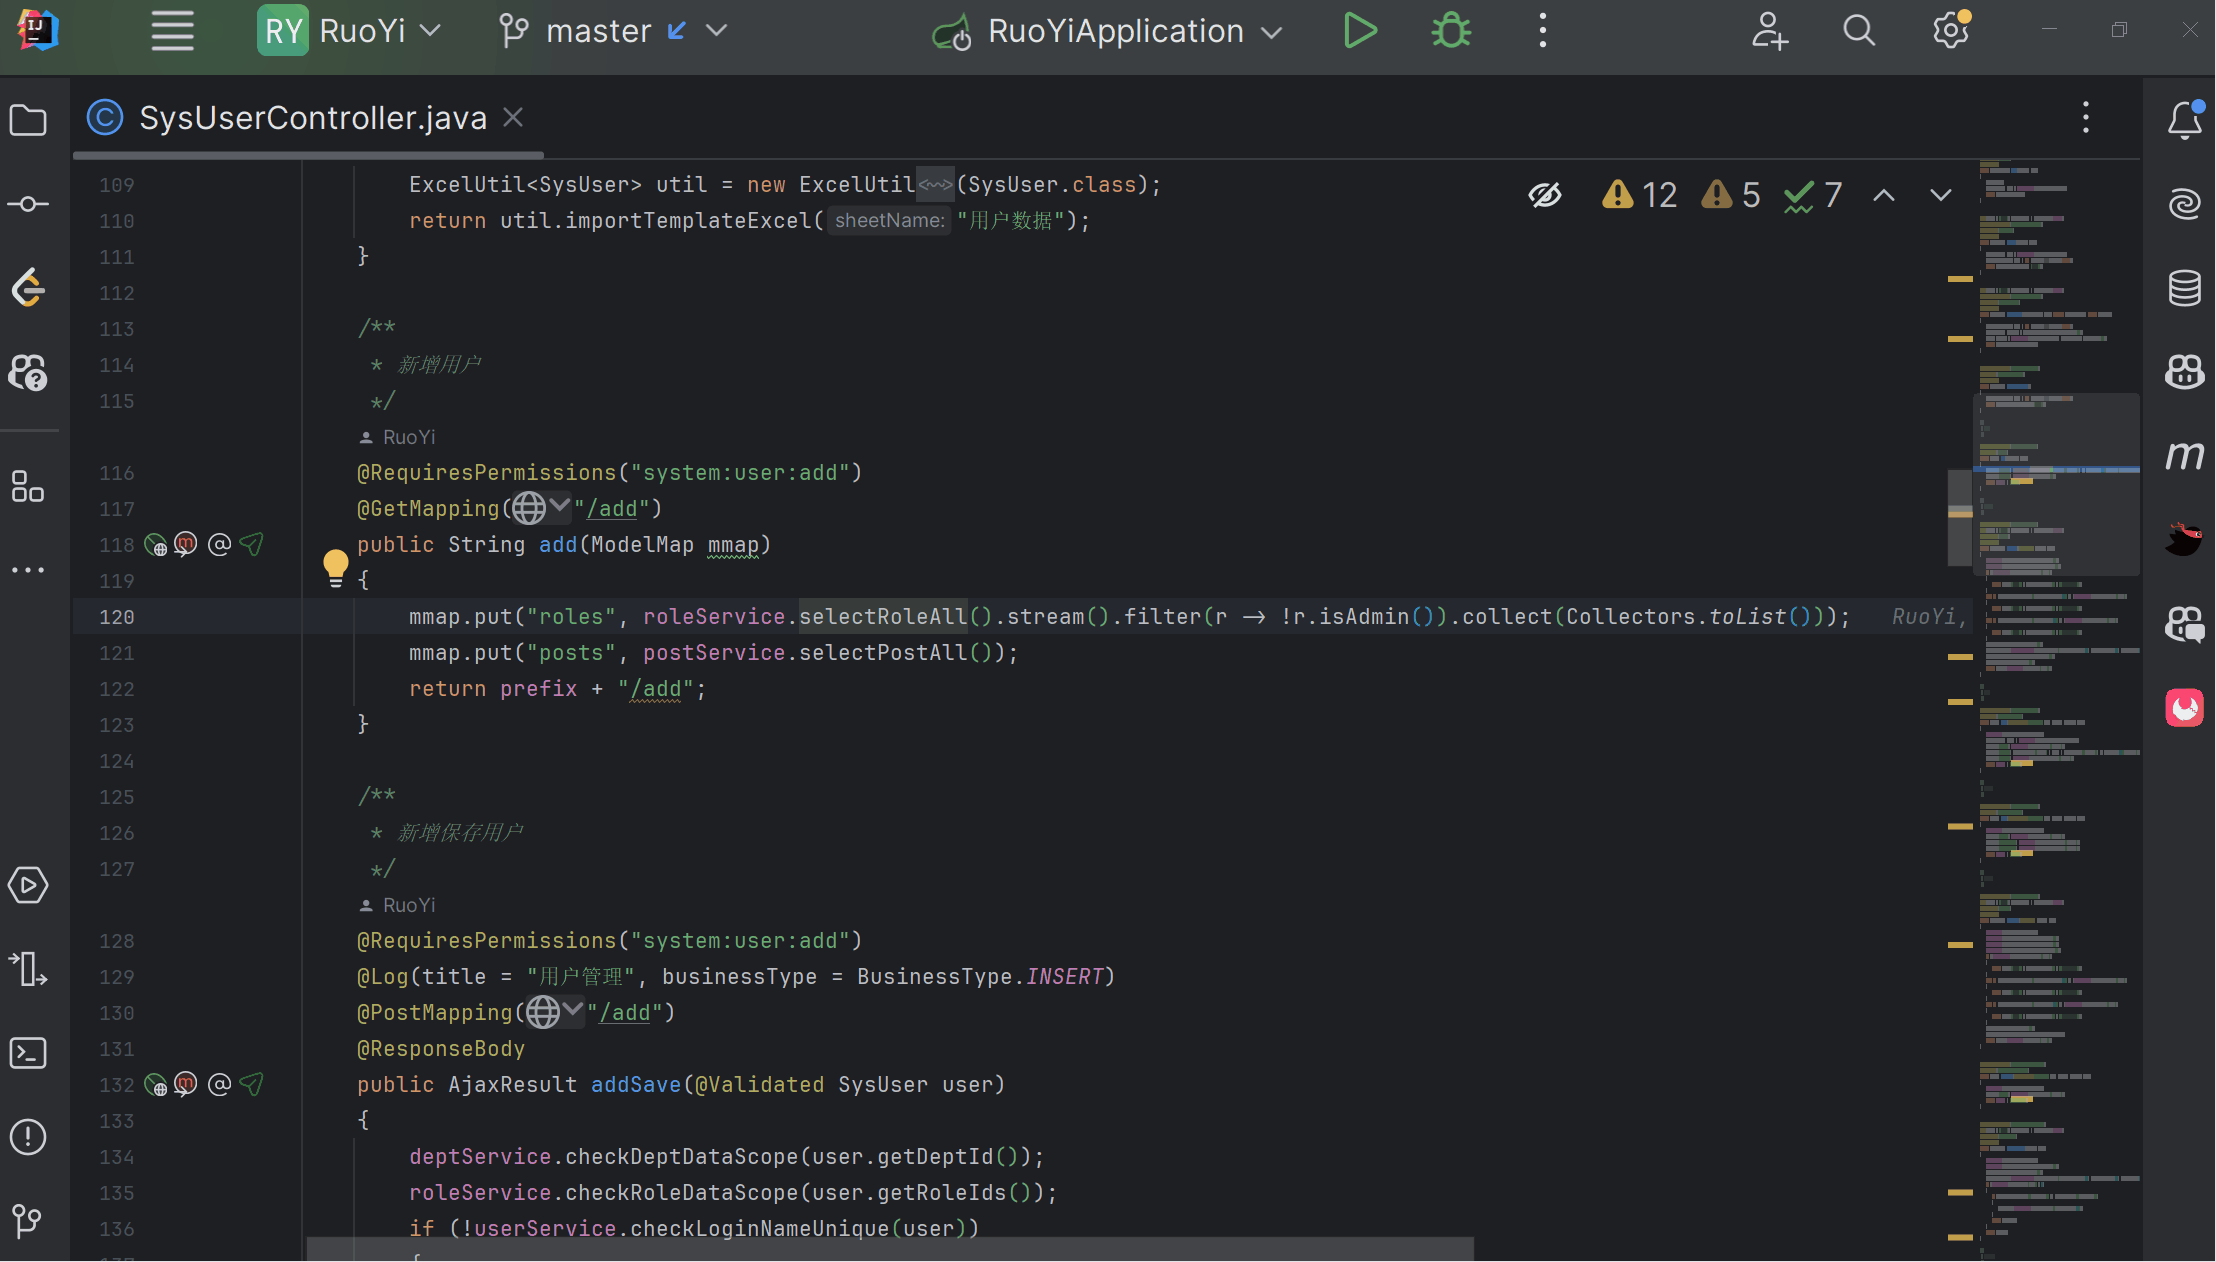 RY RuoYi master RuoYiApplication
SysUserController.java
12 5 7
109 ExcelUtil<SysUser> util = new ExcelUtil<~>(SysUser.class);
110 return util.importTemplateExcel( sheetName: "用户数据");
111 }
112
113 /**
114 * 新增用户
115 */
RuoYi
116 @RequiresPermissions("system:user:add")
117 @GetMapping("/add")
118 public String add(ModelMap mmap)
119 {
120 mmap.put("roles", roleService.selectRoleAll().stream().filter(r -> !r.isAdmin()).collect(Collectors.toList())); RuoYi,
121 mmap.put("posts", postService.selectPostAll());
122 return prefix + "/add";
123 }
124
125 /**
126 * 新增保存用户
127 */
RuoYi
128 @RequiresPermissions("system:user:add")
129 @Log(title = "用户管理", businessType = BusinessType.INSERT)
130 @PostMapping("/add")
131 @ResponseBody
132 public AjaxResult addSave(@Validated SysUser user)
133 {
134 deptService.checkDeptDataScope(user.getDeptId());
135 roleService.checkRoleDataScope(user.getRoleIds());
136 if (!userService.checkLoginNameUnique(user))